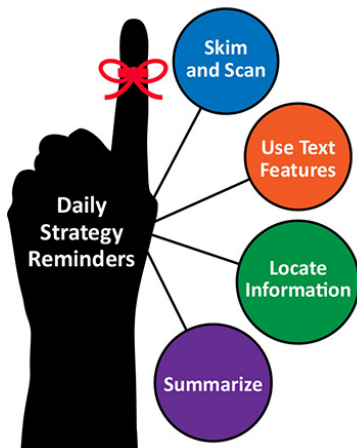 Skim
and Scan
Use Text
Features
Daily
Strategy
Reminders
Locate
Information
Summarize